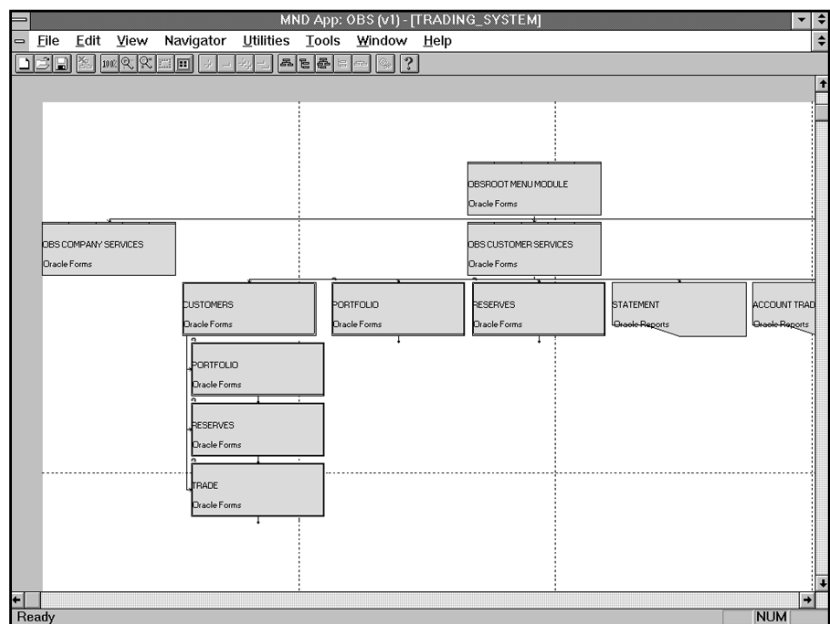 MND App: OBS (v1) - [TRADING_SYSTEM]
File Edit View Navigator Utilities Tools Window Help
100% ?
OBSROOT MENU MODULE
Oracle Forms
OBS COMPANY SERVICES
Oracle Forms
OBS CUSTOMER SERVICES
Oracle Forms
CUSTOMERS
Oracle Forms
PORTFOLIO
Oracle Forms
RESERVES
Oracle Forms
STATEMENT
Oracle Reports
ACCOUNT TRAD
Oracle Reports
PORTFOLIO
Oracle Forms
RESERVES
Oracle Forms
TRADE
Oracle Forms
Ready NUM